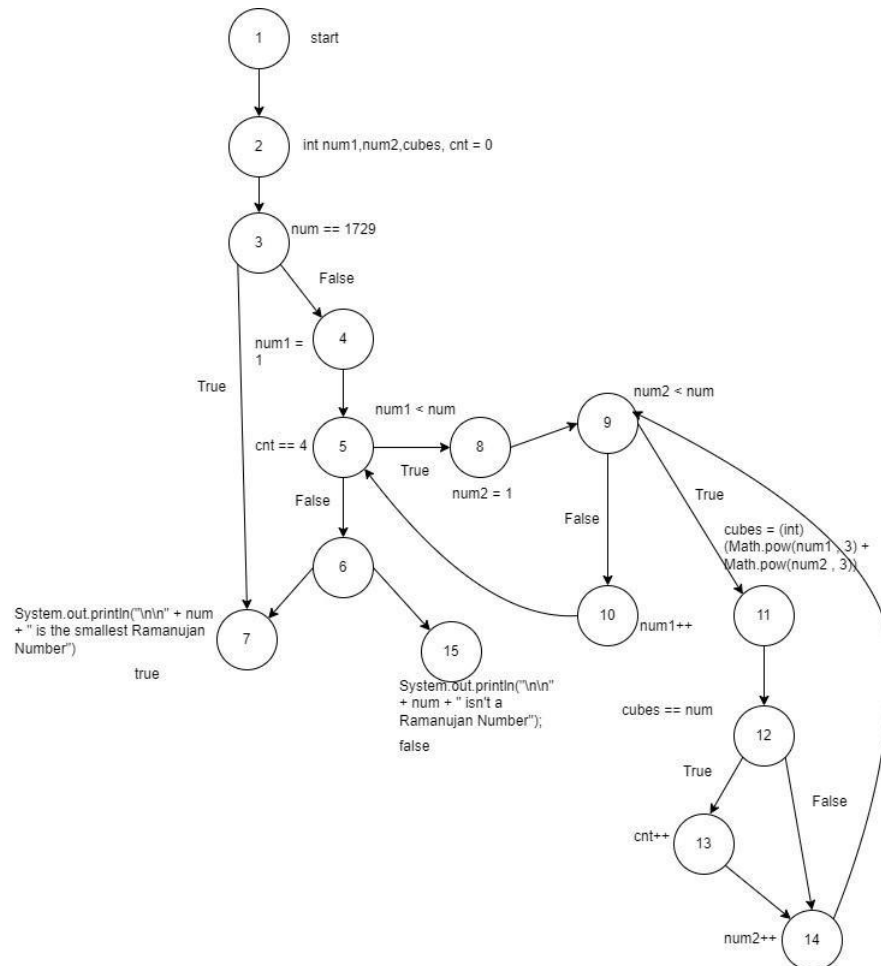 1
start
2
int num1,num2,cubes, cnt = 0
3
num == 1729
False
4
num1 =
1
True
num1 < num
num2 < num
cnt == 4
5
True
8
9
num2 = 1
False
False
True
cubes = (int)
(Math.pow(num1 , 3) +
Math.pow(num2 , 3))
6
System.out.println("\n\n" + num
+ " is the smallest Ramanujan
Number")
7
true
15
System.out.println("\n\n"
+ num + " isn't a
Ramanujan Number");
false
10
num1++
11
cubes == num
12
True
False
cnt++
13
num2++
14